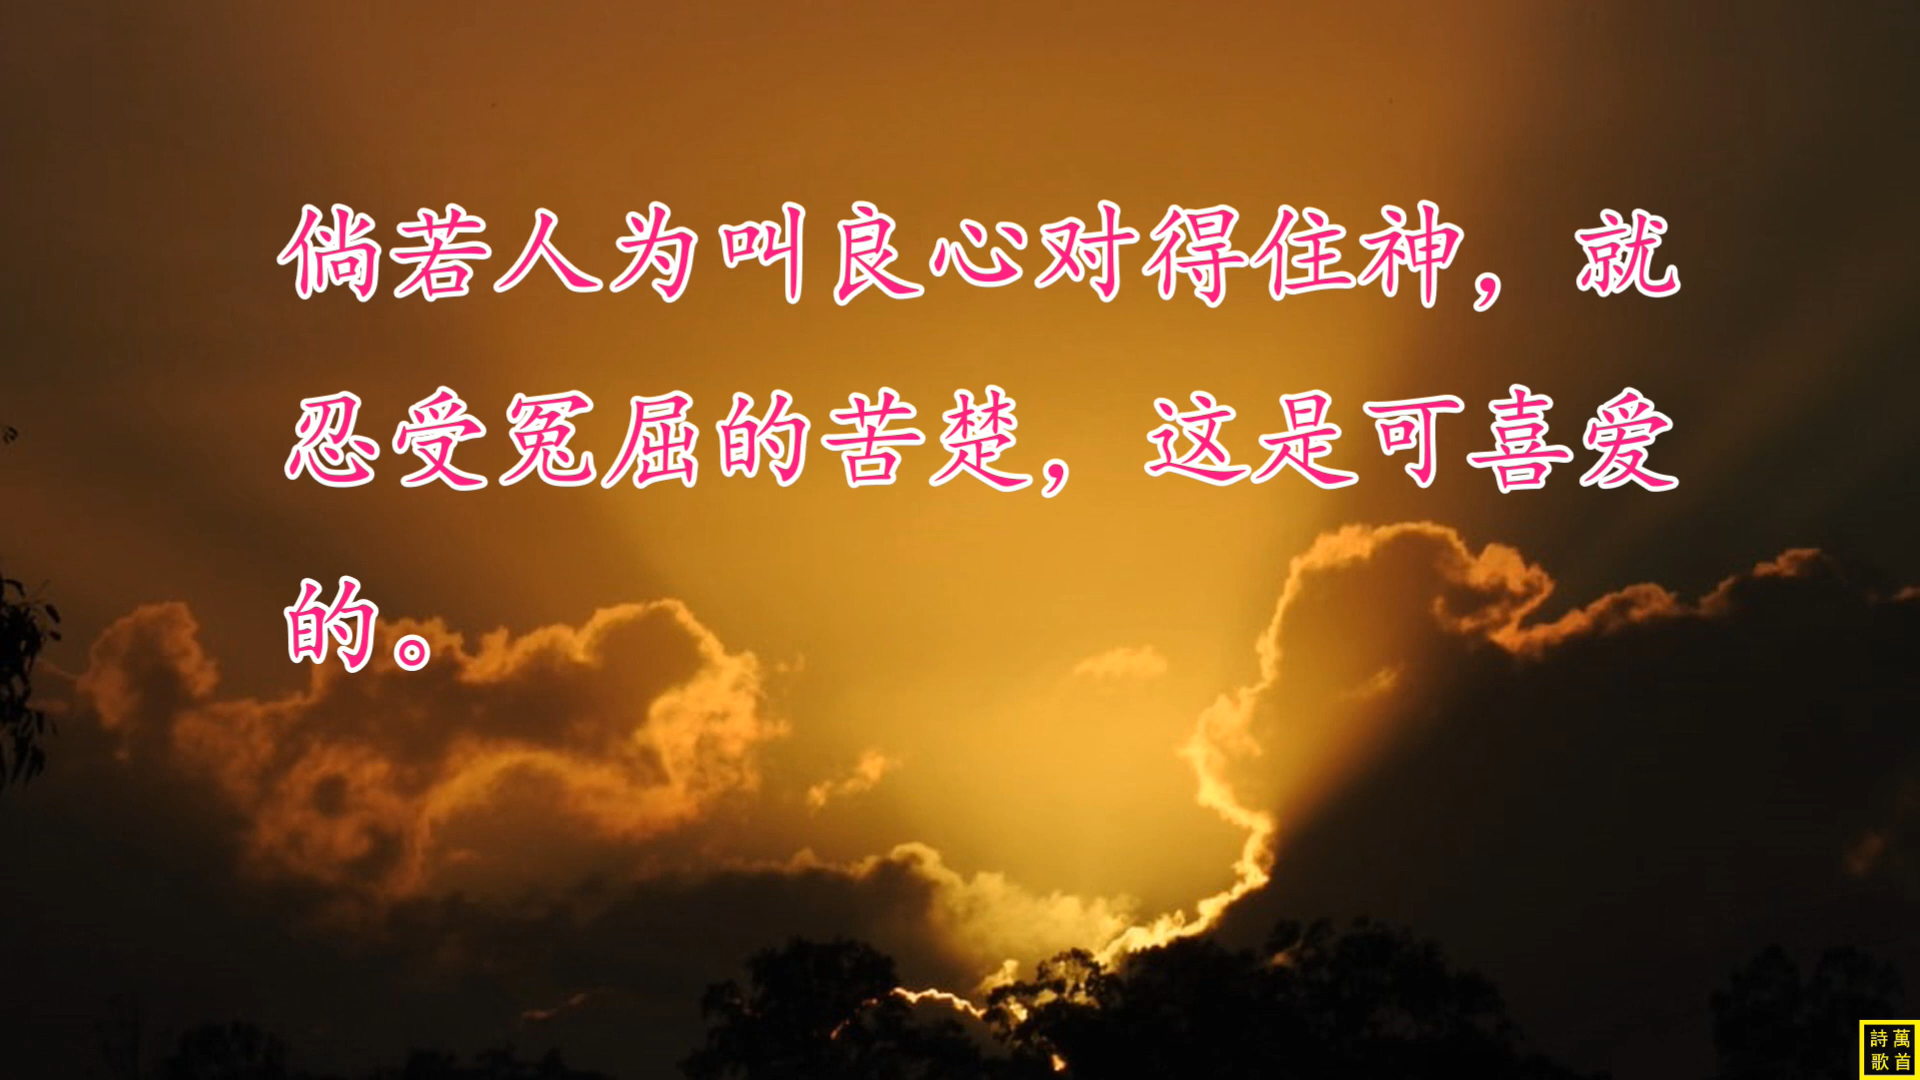 倘若人为叫良心对得住神，就
忍受冤屈的苦楚，这是可喜爱
的。
萬首
詩歌